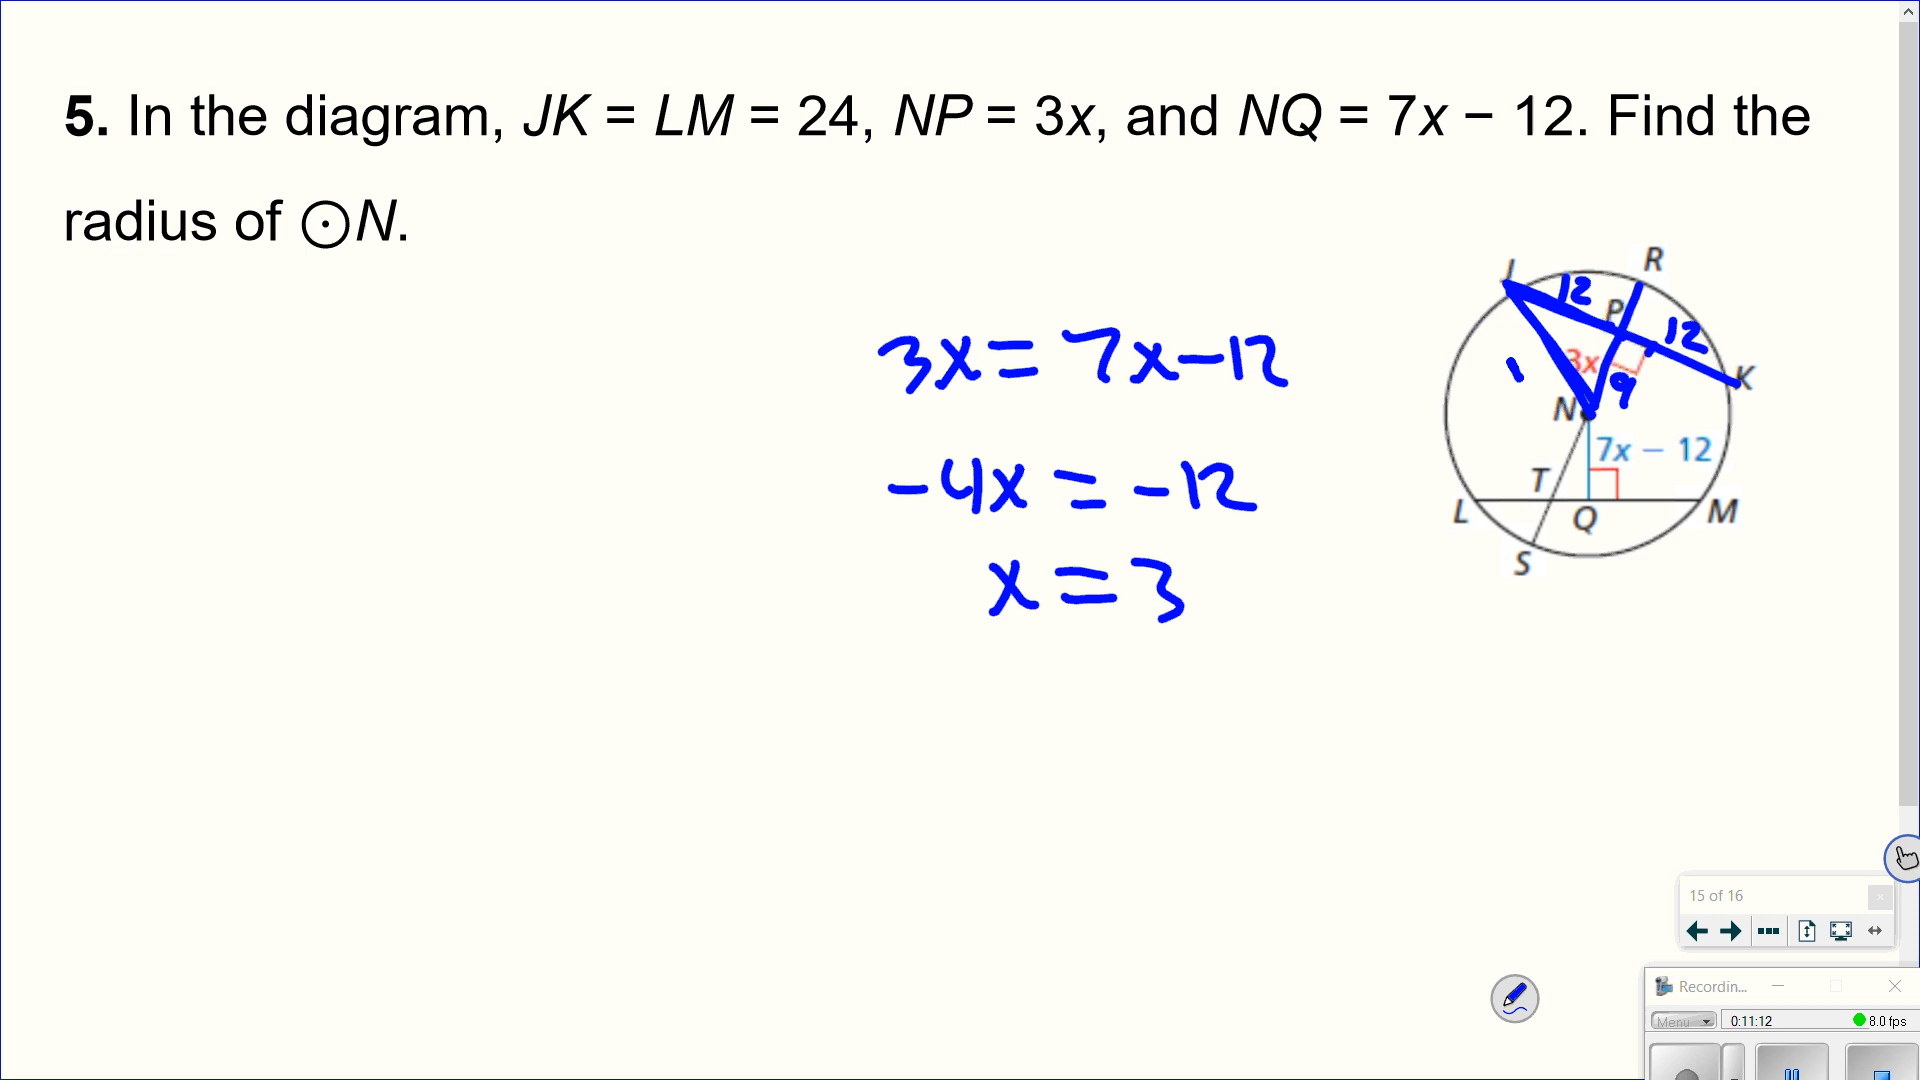 5. In the diagram, JK = LM = 24, NP = 3x, and NQ = 7x − 12. Find the
radius of ⊙N.
J
R
12
P
12
3x = 7x − 12
3x
9
K
N
7x − 12
−4x = −12
T
L
Q
M
S
x = 3
15 of 16
Recordin...
Menu
0:11:12
8.0 fps